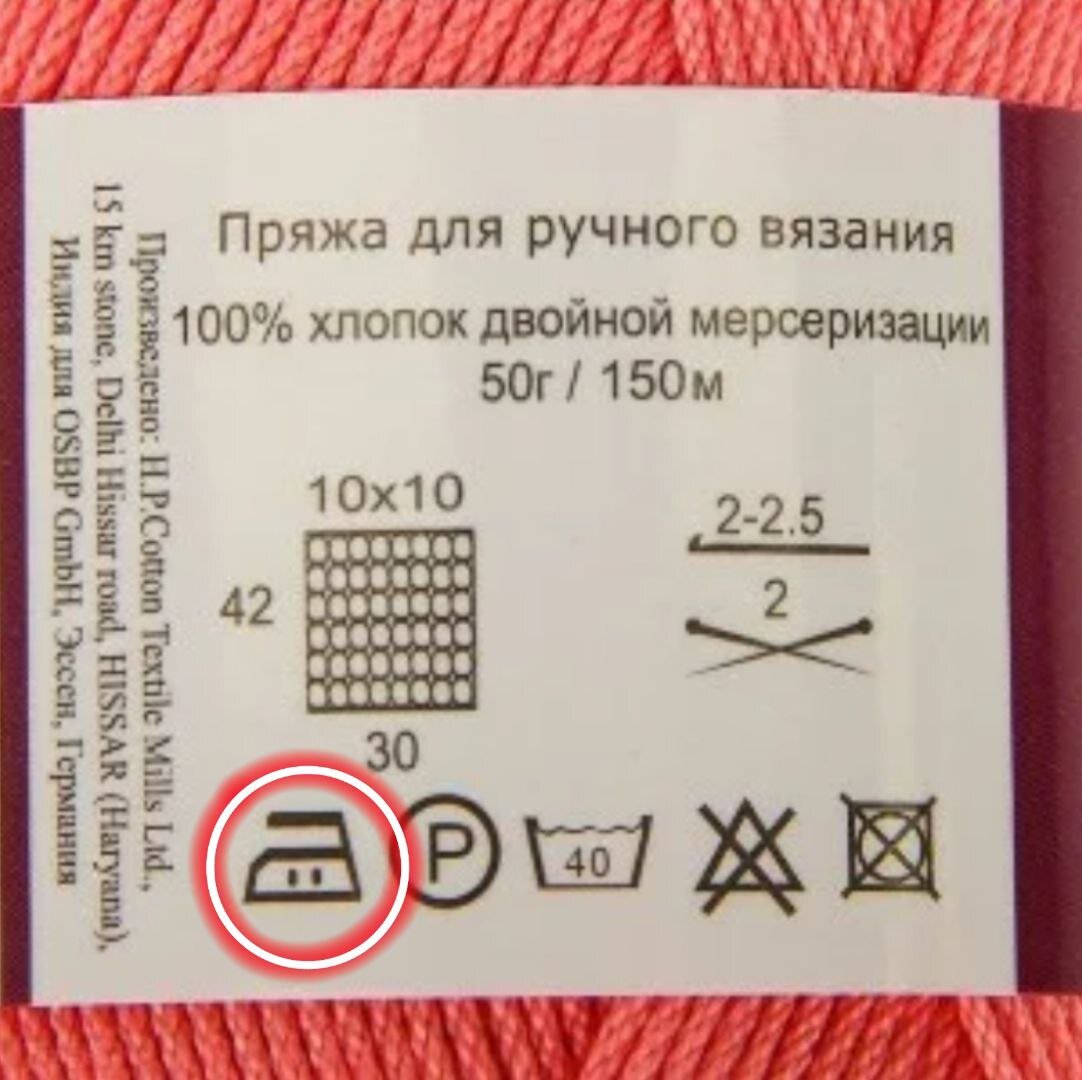 Пряжа для ручного вязания
100% хлопок двойной мерсеризации
50г / 150м
10x10
42
30
2-2.5
2
P
40
Произведено: H.P.Cotton Textile Mills Ltd.,
15 km stone, Delhi Hissar road, HISSAR (Haryana),
Индия для OSBP GmbH, Эссен, Германия